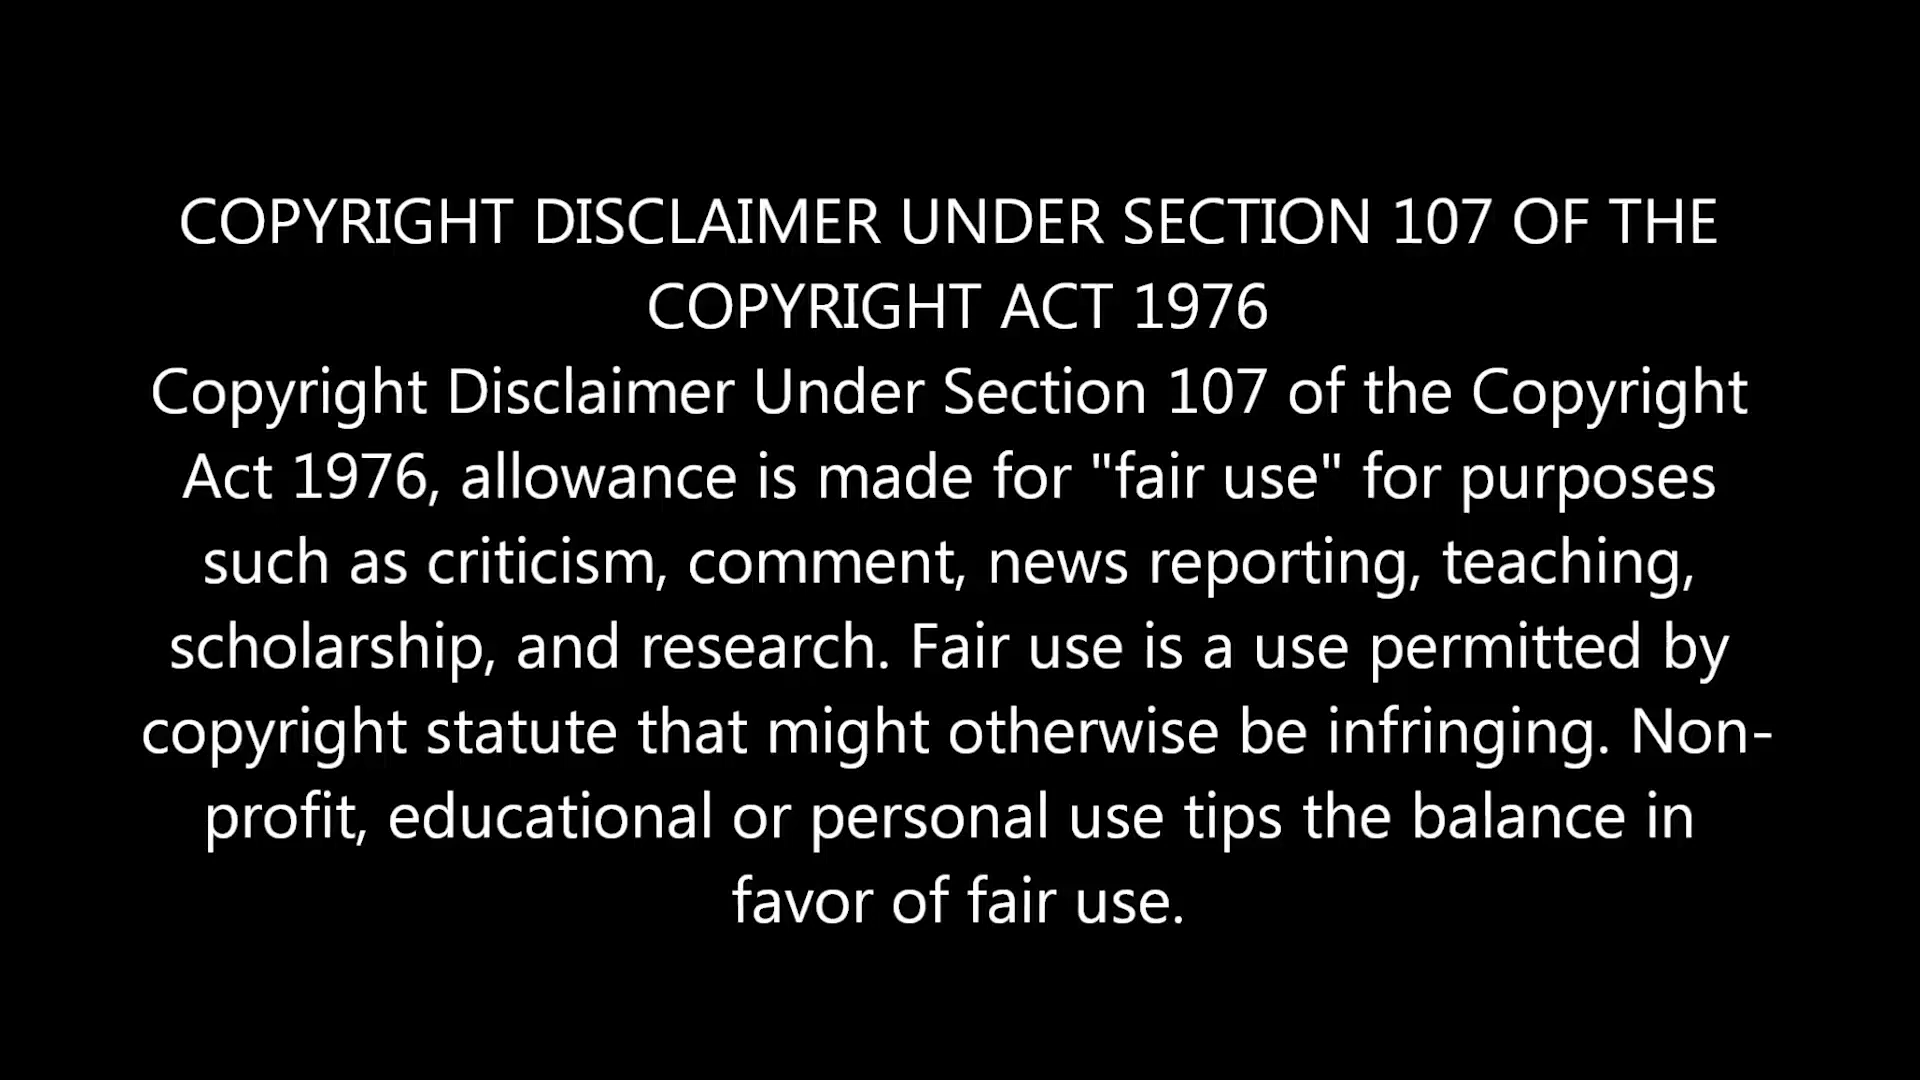 COPYRIGHT DISCLAIMER UNDER SECTION 107 OF THE
COPYRIGHT ACT 1976
Copyright Disclaimer Under Section 107 of the Copyright
Act 1976, allowance is made for "fair use" for purposes
such as criticism, comment, news reporting, teaching,
scholarship, and research. Fair use is a use permitted by
copyright statute that might otherwise be infringing. Non-
profit, educational or personal use tips the balance in
favor of fair use.